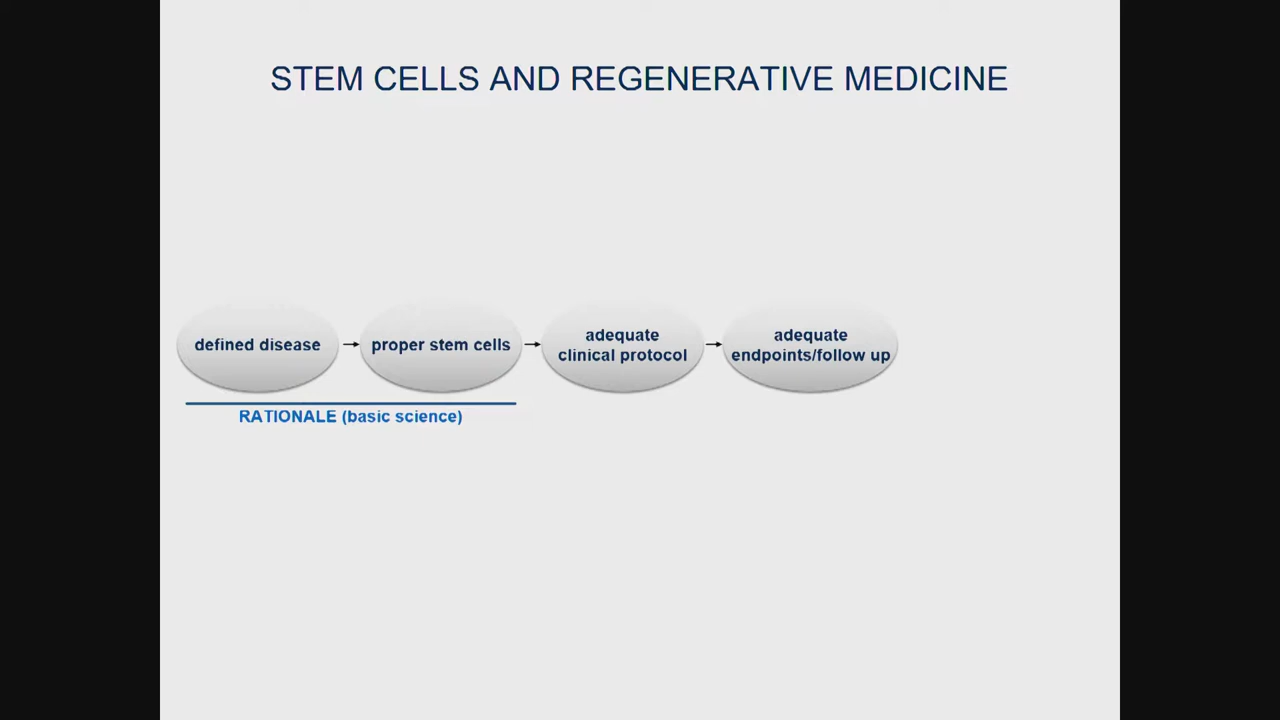 STEM CELLS AND REGENERATIVE MEDICINE
defined disease
proper stem cells
adequate
clinical protocol
adequate
endpoints/follow up
RATIONALE (basic science)